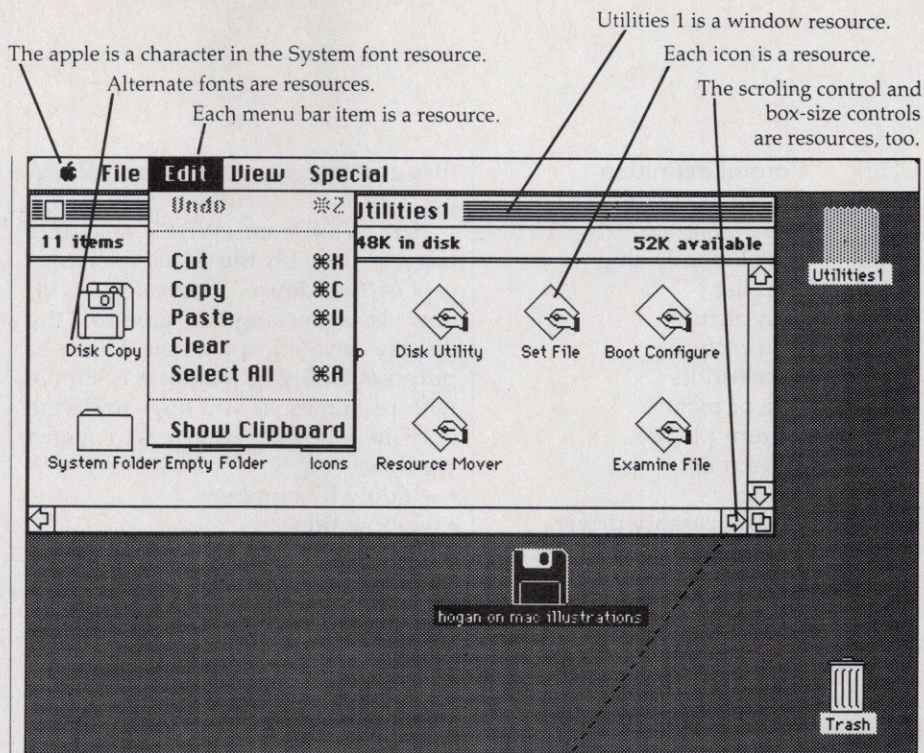 Utilities 1 is a window resource.
The apple is a character in the System font resource.
Each icon is a resource.
Alternate fonts are resources.
The scroling control and
box-size controls
are resources, too.
Each menu bar item is a resource.
File Edit View Special
Undo ⌘Z
Cut ⌘X
Copy ⌘C
Paste ⌘V
Clear
Select All ⌘A
Show Clipboard
Utilities1
11 items 48K in disk 52K available
Disk Copy p Disk Utility Set File Boot Configure
System Folder Empty Folder Icons Resource Mover Examine File
Utilities1
hogan on mac illustrations
Trash